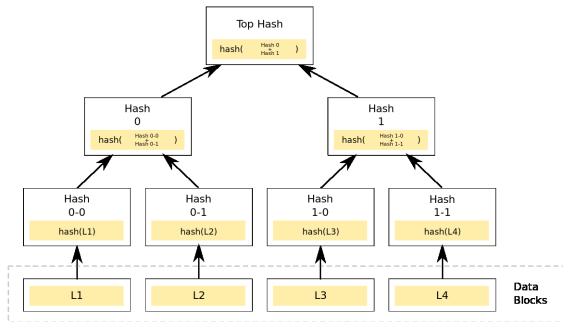 Top Hash
hash( Hash 0 + Hash 1 )
Hash
0
hash( Hash 0-0 + Hash 0-1 )
Hash
1
hash( Hash 1-0 + Hash 1-1 )
Hash
0-0
hash(L1)
Hash
0-1
hash(L2)
Hash
1-0
hash(L3)
Hash
1-1
hash(L4)
L1
L2
L3
L4
Data
Blocks